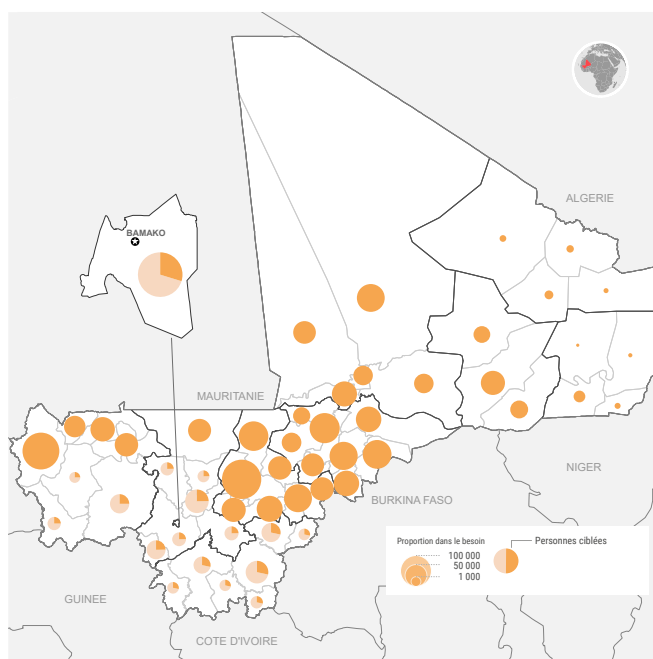 ALGERIE
BAMAKO
MAURITANIE
NIGER
BURKINA FASO
Proportion dans le besoin
100 000
50 000
1 000
Personnes ciblées
GUINEE
COTE D'IVOIRE